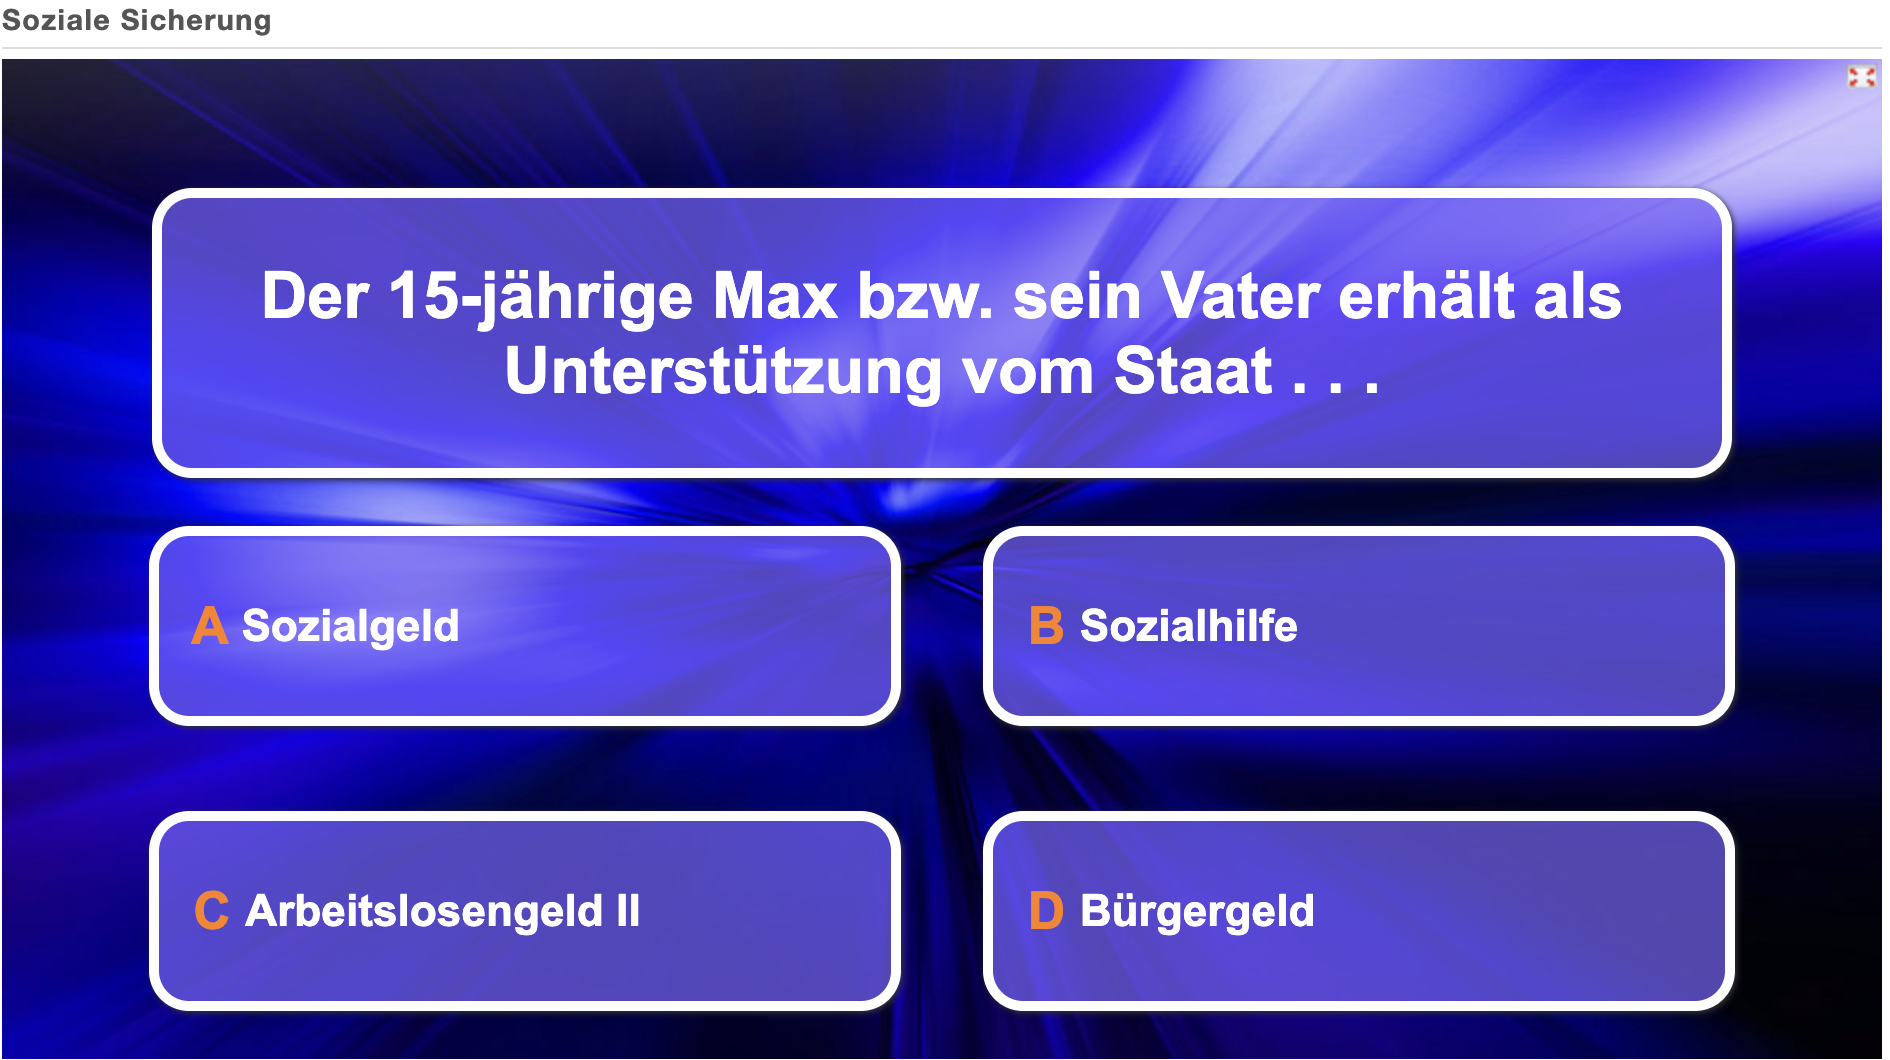 Soziale Sicherung
Der 15-jährige Max bzw. sein Vater erhält als
Unterstützung vom Staat . . .
A Sozialgeld
B Sozialhilfe
C Arbeitslosengeld II
D Bürgergeld